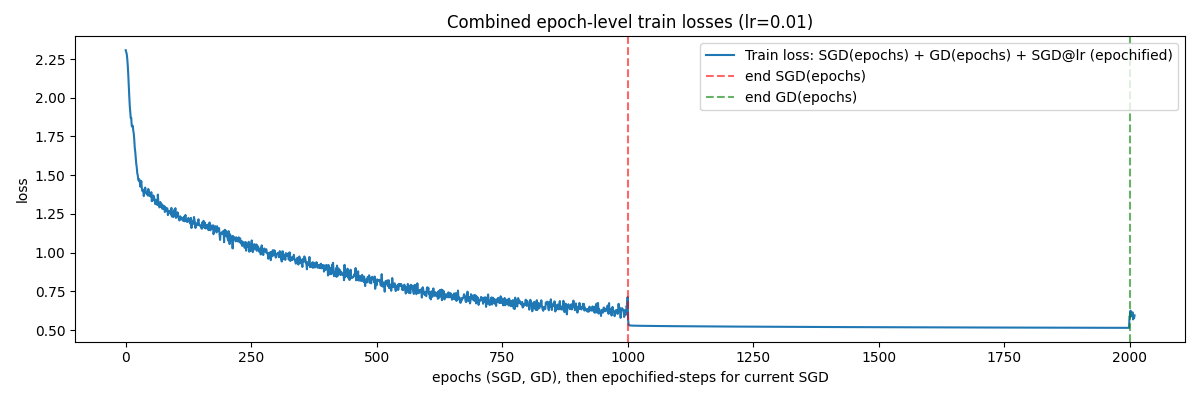 Combined epoch-level train losses (lr=0.01)
Train loss: SGD(epochs) + GD(epochs) + SGD@lr (epochified)
end SGD(epochs)
end GD(epochs)
loss
2.25
2.00
1.75
1.50
1.25
1.00
0.75
0.50
0 250 500 750 1000 1250 1500 1750 2000
epochs (SGD, GD), then epochified-steps for current SGD